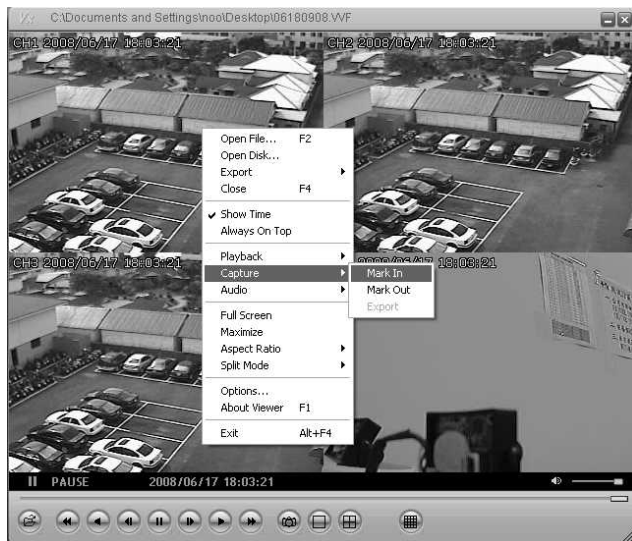 C:\Documents and Settings\noo\Desktop\06180908.VVF
CH1 2008/06/17 18:03:21
CH2 2008/06/17 18:03:21
Open File... F2
Open Disk...
Export
Close F4
Show Time
Always On Top
Playback
Capture
Audio
Full Screen
Maximize
Aspect Ratio
Split Mode
Options...
About Viewer F1
Exit Alt+F4
CH3 2008/06/17 18:03:21
2008/06/17 18:03:21
Mark In
Mark Out
Export
PAUSE 2008/06/17 18:03:21